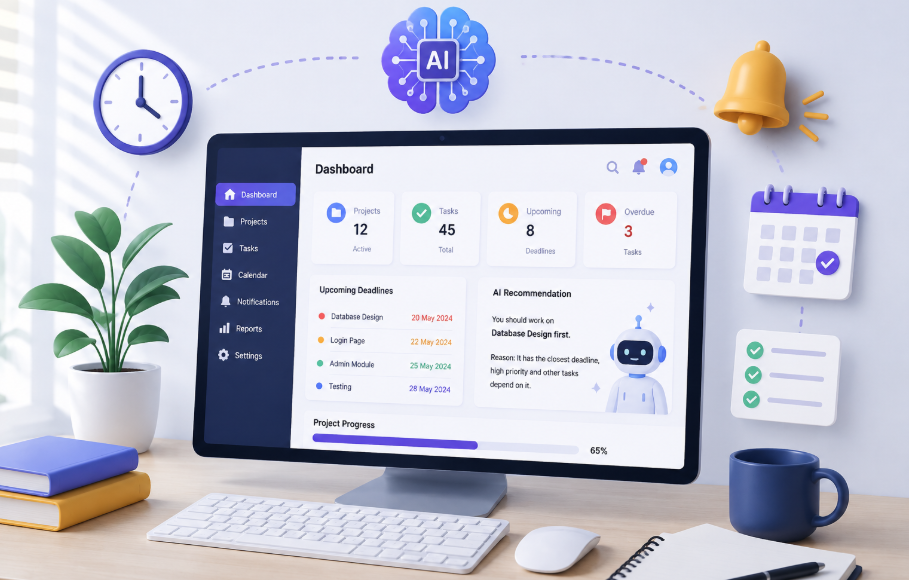 AI
Dashboard
Dashboard
Projects
Tasks
Calendar
Notifications
Reports
Settings
Projects
12
Active
Tasks
45
Total
Upcoming
8
Deadlines
Overdue
3
Tasks
Upcoming Deadlines
Database Design 20 May 2024
Login Page 22 May 2024
Admin Module 25 May 2024
Testing 28 May 2024
AI Recommendation
You should work on
Database Design first.
Reason: It has the closest deadline,
high priority and other tasks
depend on it.
Project Progress
65%